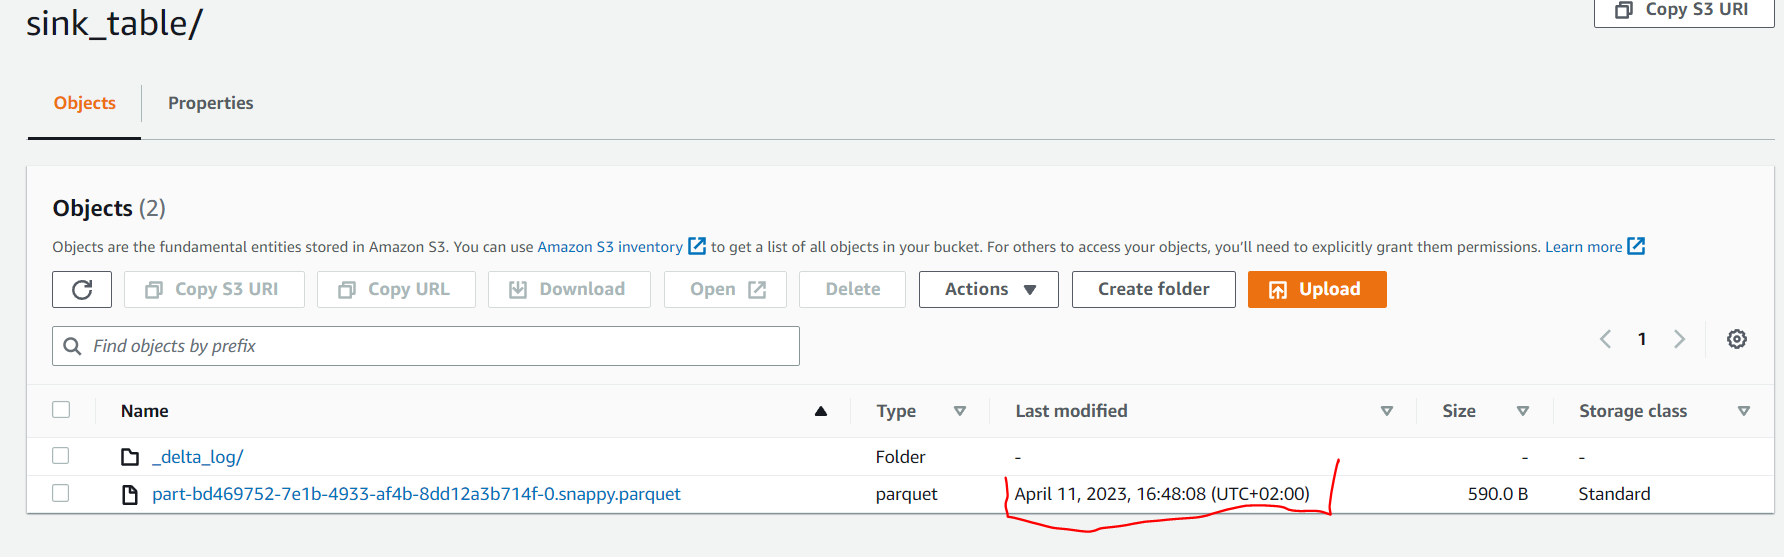 sink_table/
Copy S3 URI
Objects
Properties
Objects (2)
Objects are the fundamental entities stored in Amazon S3. You can use Amazon S3 inventory to get a list of all objects in your bucket. For others to access your objects, you'll need to explicitly grant them permissions. Learn more
Copy S3 URI Copy URL Download Open Delete Actions Create folder Upload
Find objects by prefix
1
Name Type Last modified Size Storage class
_delta_log/ Folder - - -
part-bd469752-7e1b-4933-af4b-8dd12a3b714f-0.snappy.parquet parquet April 11, 2023, 16:48:08 (UTC+02:00) 590.0 B Standard